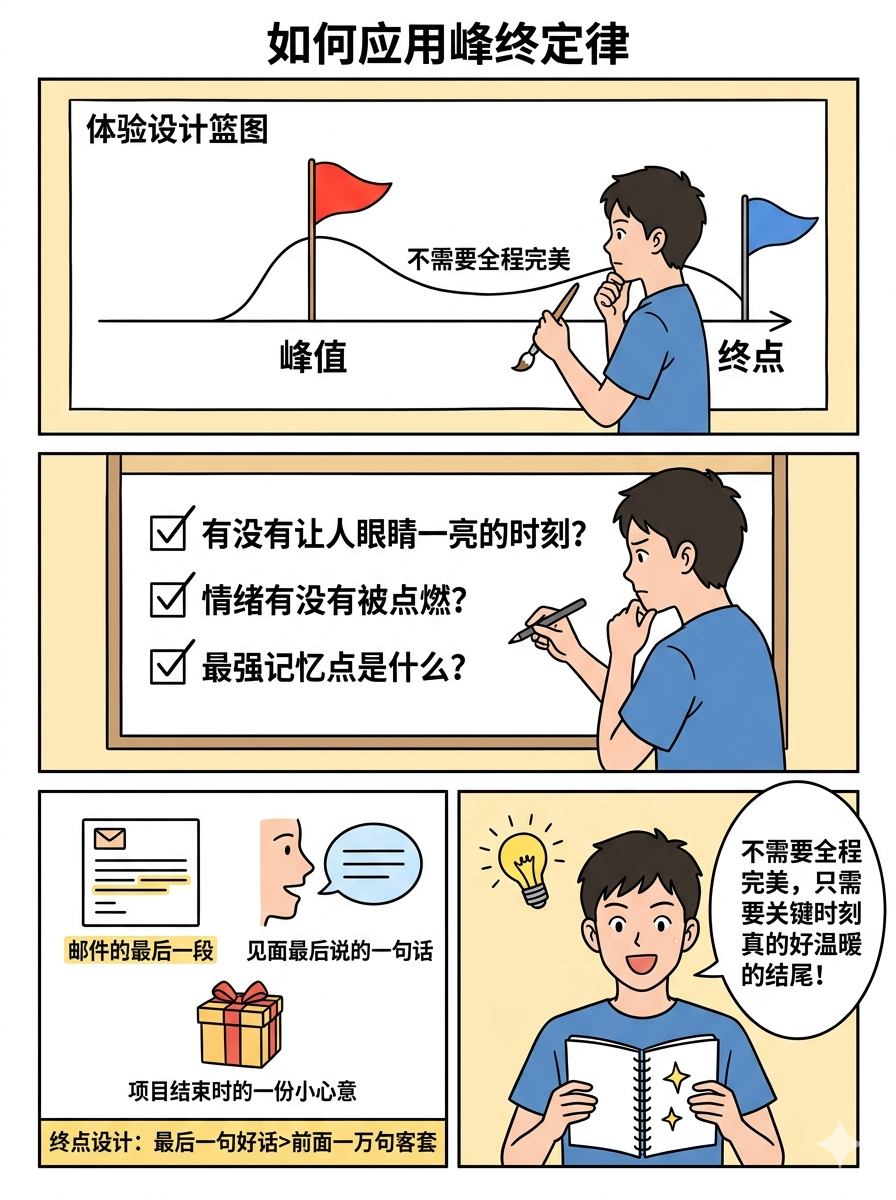 如何应用峰终定律
体验设计篮图
不需要全程完美
峰值
终点
有没有让人眼睛一亮的时刻？
情绪有没有被点燃？
最强记忆点是什么？
邮件的最后一段
见面最后说的一句话
项目结束时的一份小心意
终点设计：最后一句好话>前面一万句客套
不需要全程
完美，只需
要关键时刻
真的好温暖
的结尾！